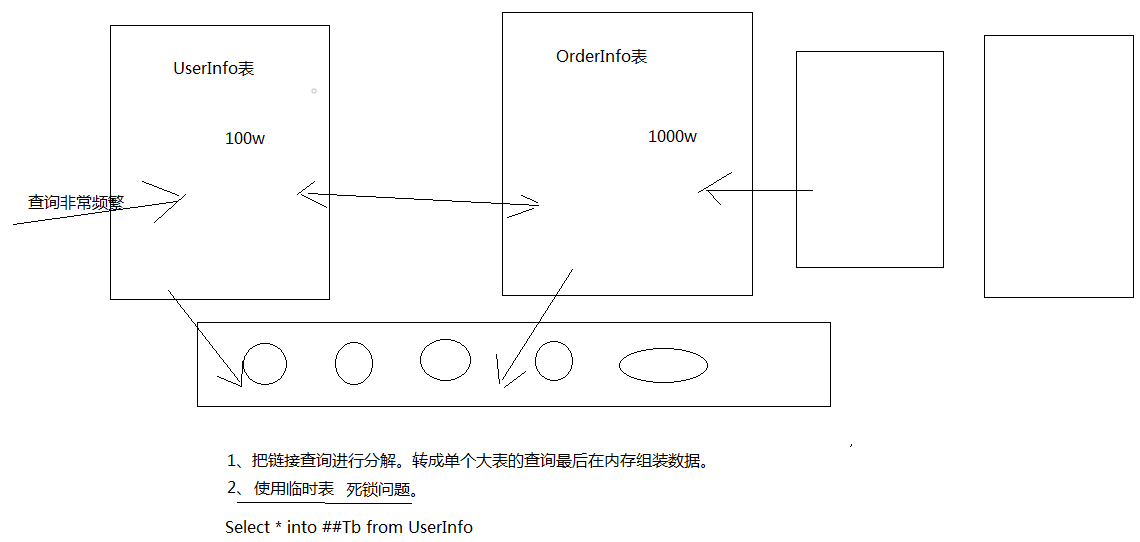 UserInfo表
OrderInfo表
100w
1000w
查询非常频繁
1、把链接查询进行分解。转成单个大表的查询最后在内存组装数据。
2、使用临时表 死锁问题。
Select * into ##Tb from UserInfo